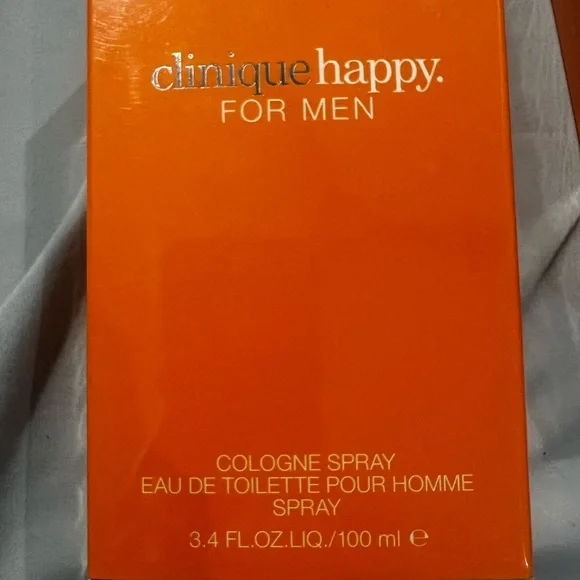 clinique happy.
FOR MEN
COLOGNE SPRAY
EAU DE TOILETTE POUR HOMME
SPRAY
3.4 FL.OZ.LIQ./100 ml ℮